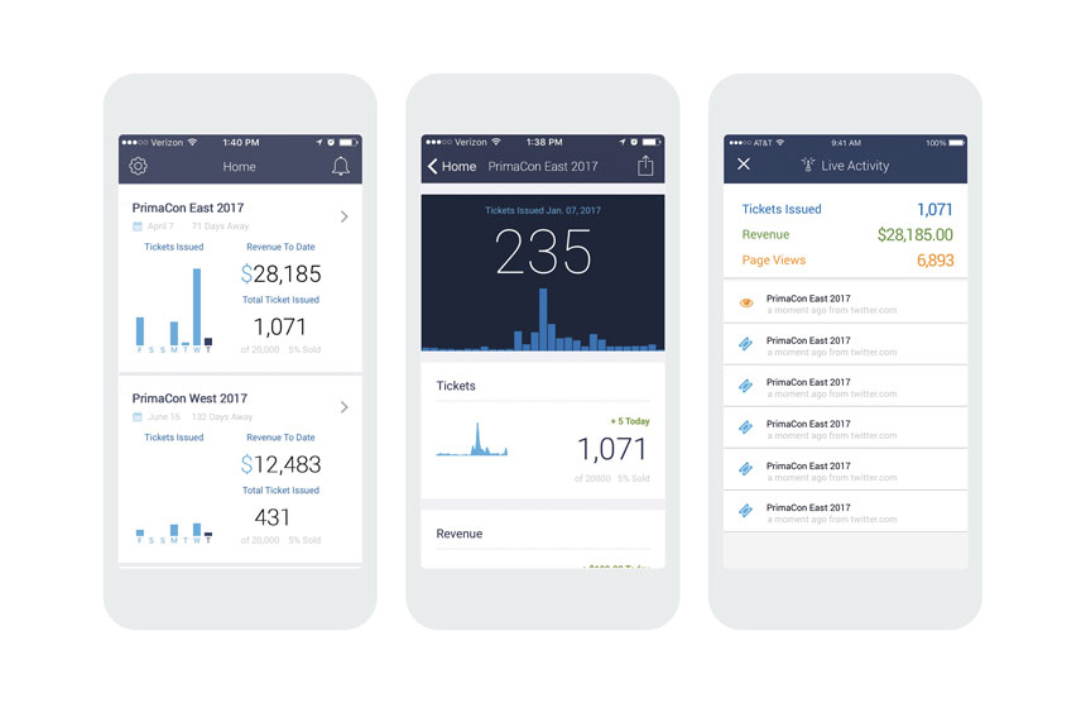 Verizon 1:40 PM
Home
PrimaCon East 2017
April 7 71 Days Away
Tickets Issued Revenue To Date
$28,185
Total Ticket Issued
1,071
F S S M T W T of 20,000 5% Sold
PrimaCon West 2017
June 15 132 Days Away
Tickets Issued Revenue To Date
$12,483
Total Ticket Issued
431
F S S M T W T of 20,000 5% Sold
Verizon 1:38 PM
Home PrimaCon East 2017
Tickets Issued Jan. 07, 2017
235
Tickets
+ 5 Today
1,071
of 20000 5% Sold
Revenue
AT&T 9:41 AM 100%
Live Activity
Tickets Issued 1,071
Revenue $28,185.00
Page Views 6,893
PrimaCon East 2017
a moment ago from twitter.com
PrimaCon East 2017
a moment ago from twitter.com
PrimaCon East 2017
a moment ago from twitter.com
PrimaCon East 2017
a moment ago from twitter.com
PrimaCon East 2017
a moment ago from twitter.com
PrimaCon East 2017
a moment ago from twitter.com